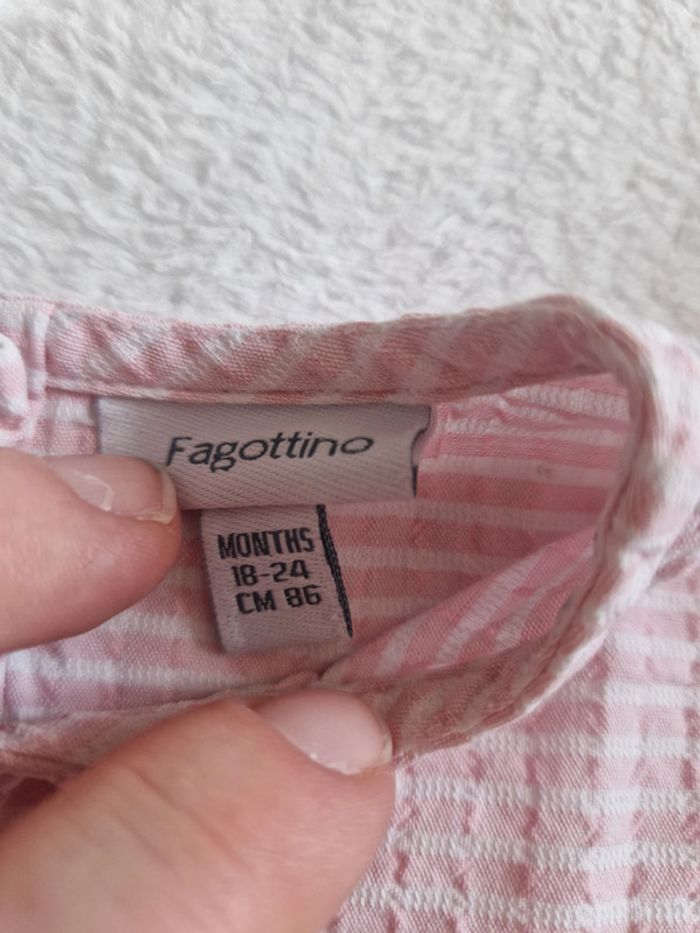 Fagottino
MONTHS
18-24
CM 86